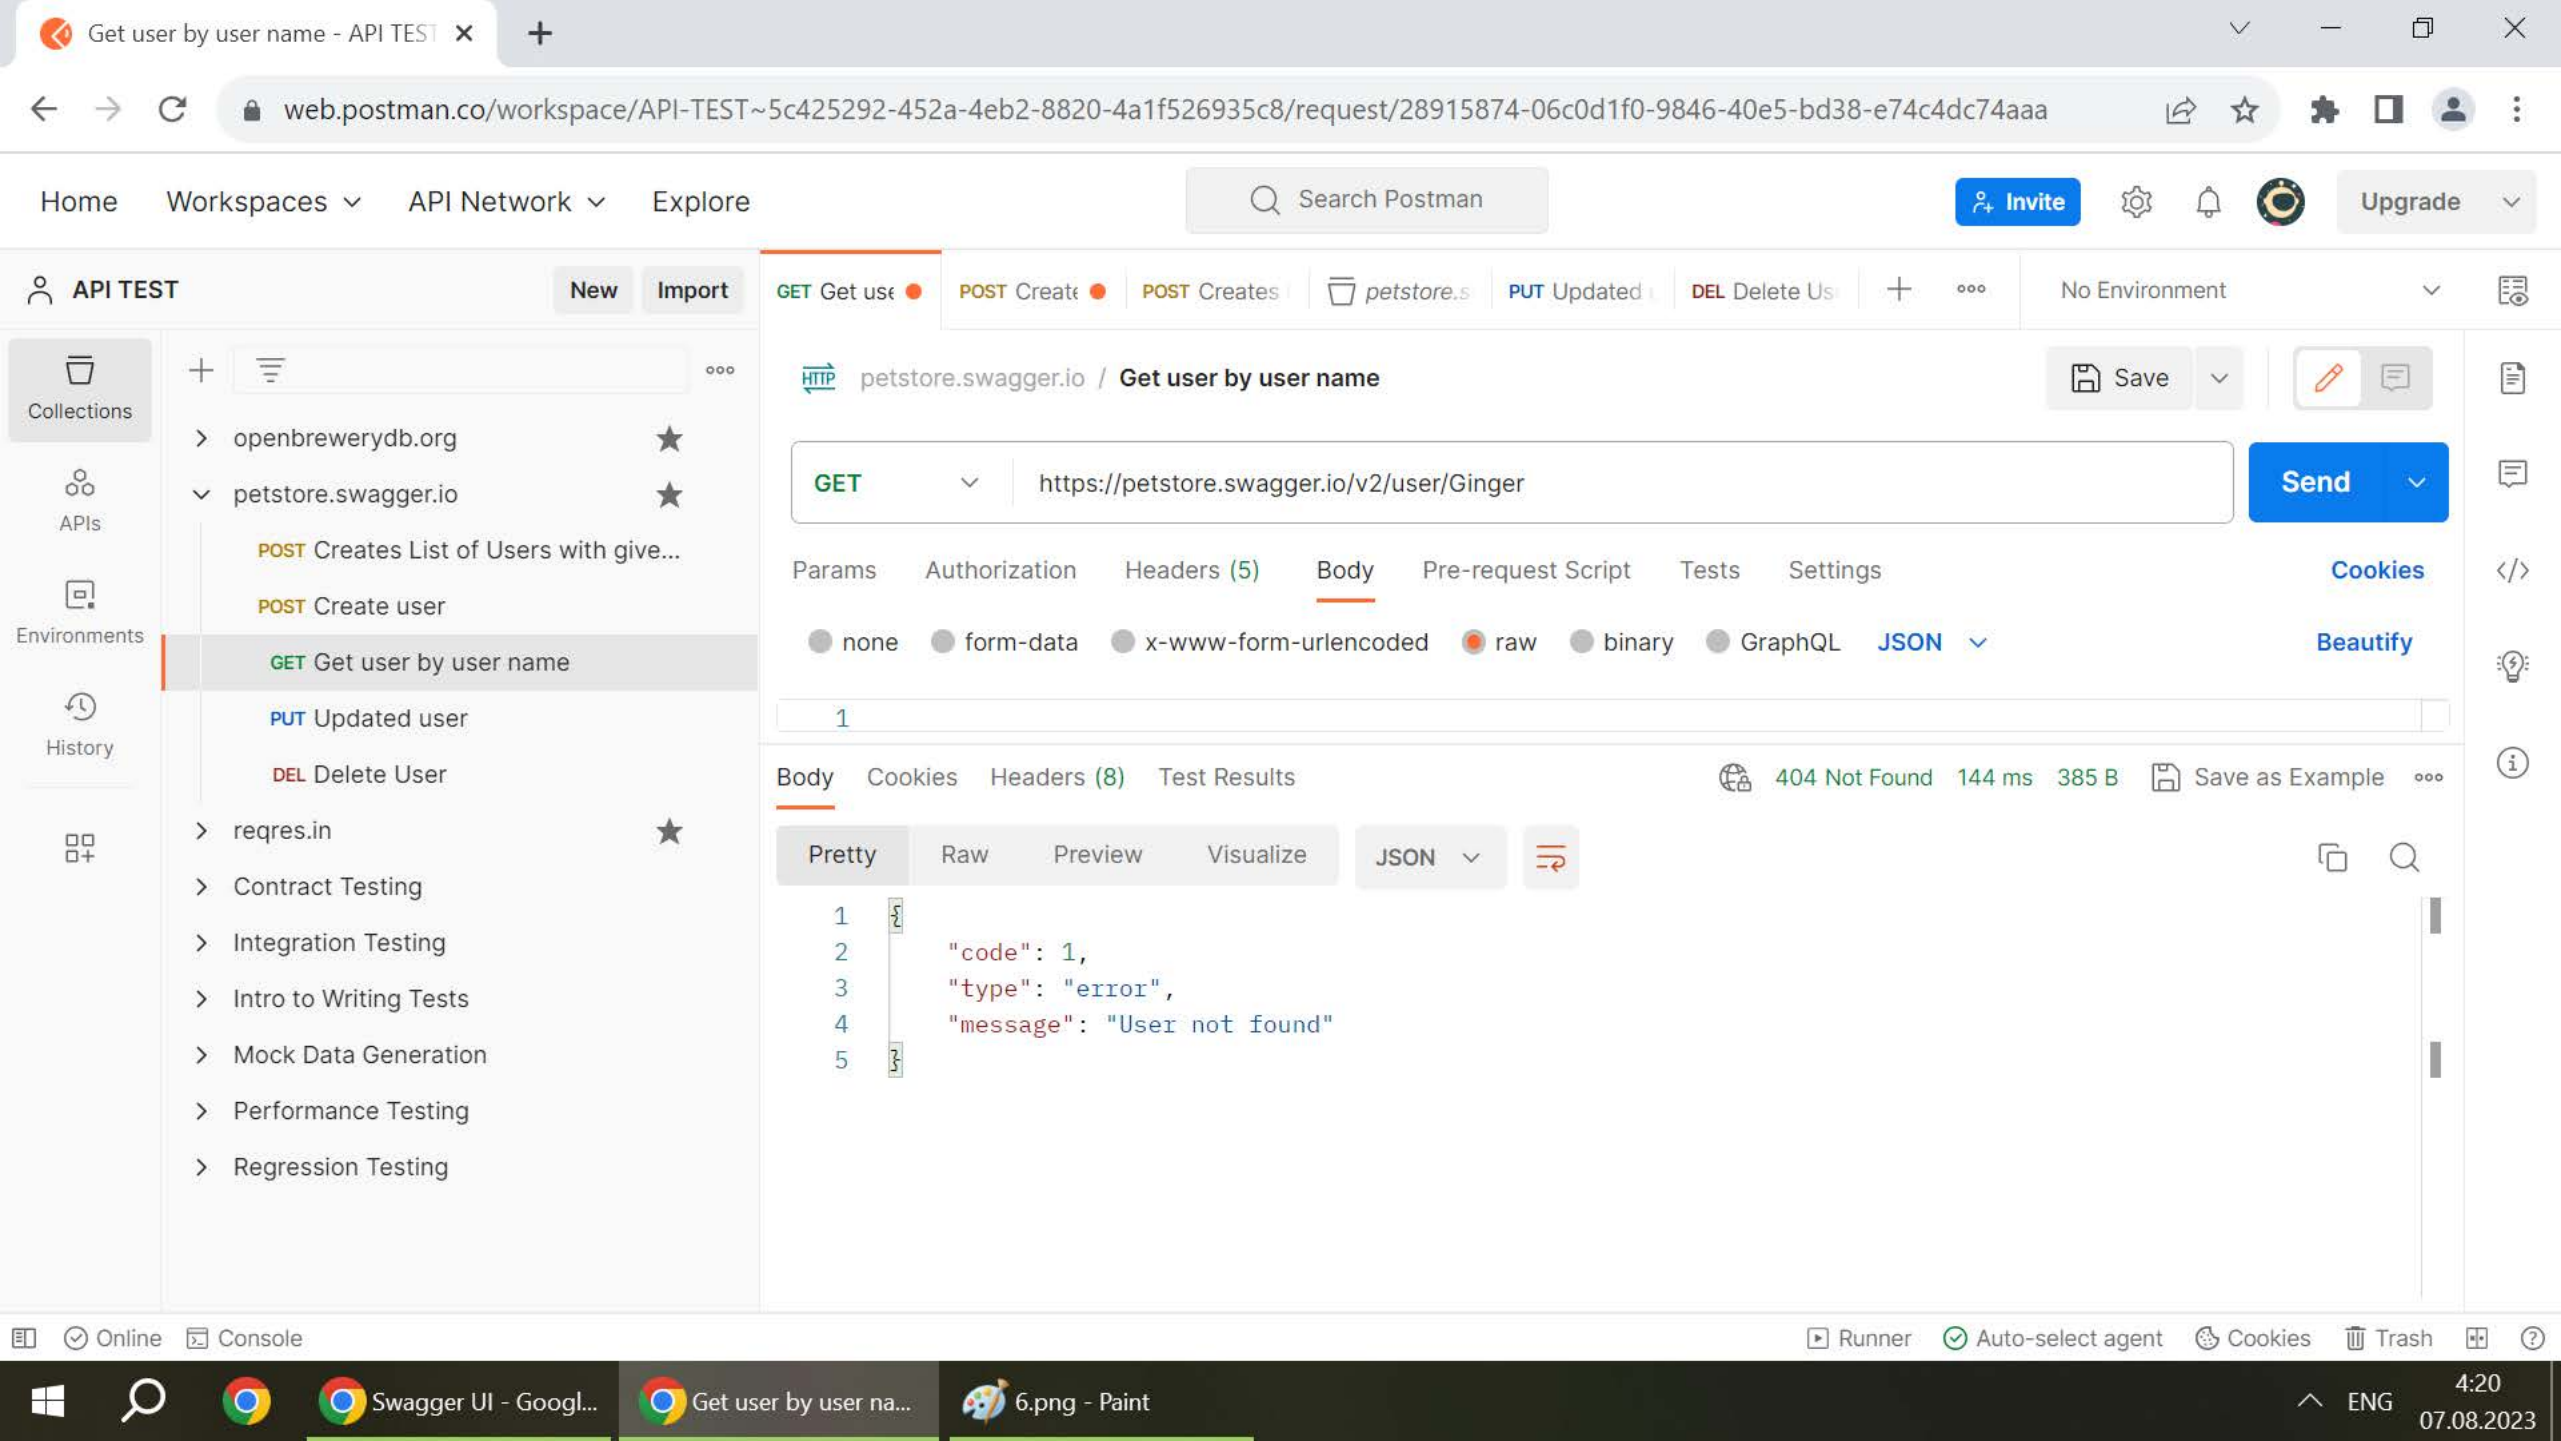 Get user by user name - API TEST
web.postman.co/workspace/API-TEST~5c425292-452a-4eb2-8820-4a1f526935c8/request/28915874-06c0d1f0-9846-40e5-bd38-e74c4dc74aaa
Home Workspaces API Network Explore Search Postman Invite Upgrade
API TEST New Import GET Get use POST Create POST Creates petstore.s PUT Updated DEL Delete Us No Environment
Collections
APIs
Environments
History
openbrewerydb.org
petstore.swagger.io
POST Creates List of Users with give...
POST Create user
GET Get user by user name
PUT Updated user
DEL Delete User
reqres.in
Contract Testing
Integration Testing
Intro to Writing Tests
Mock Data Generation
Performance Testing
Regression Testing
HTTP petstore.swagger.io / Get user by user name Save
GET https://petstore.swagger.io/v2/user/Ginger Send
Params Authorization Headers (5) Body Pre-request Script Tests Settings Cookies
none form-data x-www-form-urlencoded raw binary GraphQL JSON Beautify
1
Body Cookies Headers (8) Test Results 404 Not Found 144 ms 385 B Save as Example
Pretty Raw Preview Visualize JSON
1 {
2 "code": 1,
3 "type": "error",
4 "message": "User not found"
5 }
Online Console Runner Auto-select agent Cookies Trash
Swagger UI - Googl... Get user by user na... 6.png - Paint ENG 4:20
07.08.2023